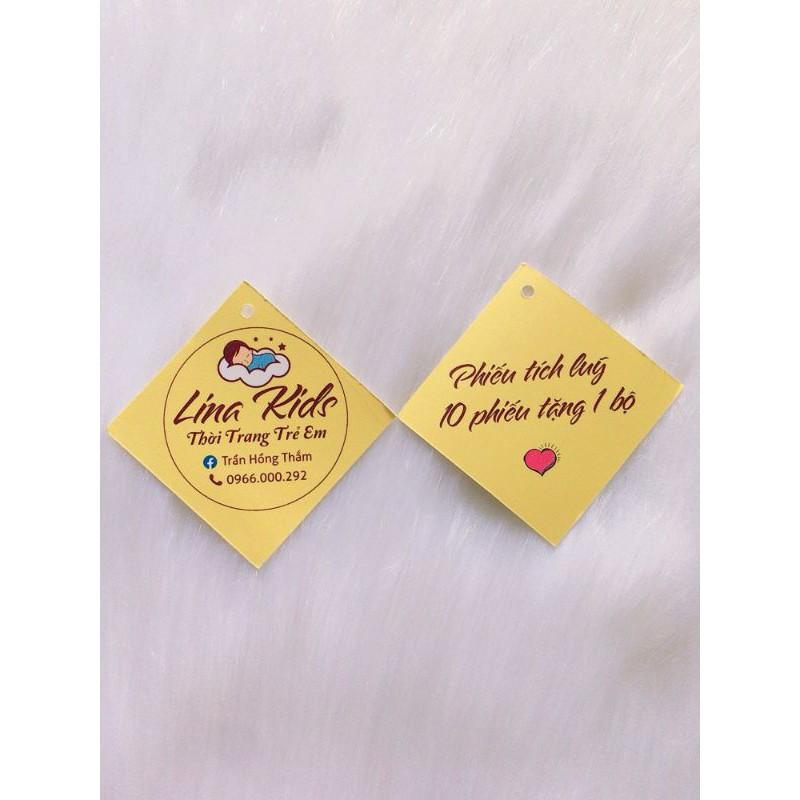 Lina Kids
Thời Trang Trẻ Em
Trần Hồng Thắm
0966.000.292
Phiếu tích luỹ
10 phiếu tặng 1 bộ